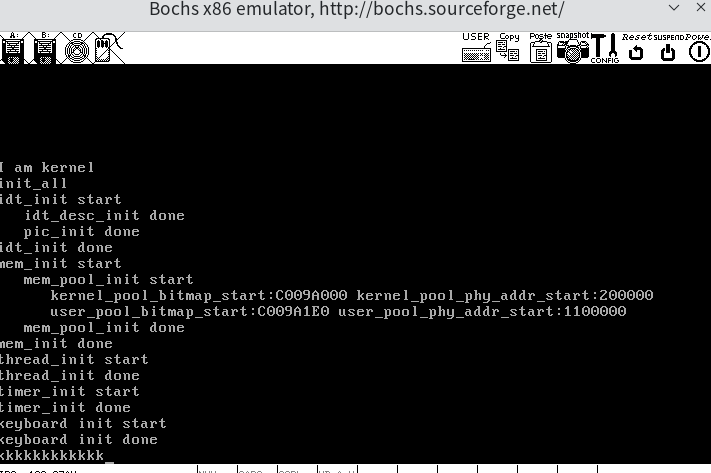 Bochs x86 emulator, http://bochs.sourceforge.net/
A: B: CD USER Copy Paste Snapshot CONFIG Reset SUSPEND Power
I am kernel
init_all
idt_init start
idt_desc_init done
pic_init done
idt_init done
mem_init start
mem_pool_init start
kernel_pool_bitmap_start:C009A000 kernel_pool_phy_addr_start:200000
user_pool_bitmap_start:C009A1E0 user_pool_phy_addr_start:1100000
mem_pool_init done
mem_init done
thread_init start
thread_init done
timer_init start
timer_init done
keyboard init start
keyboard init done
kkkkkkkkkkkk_